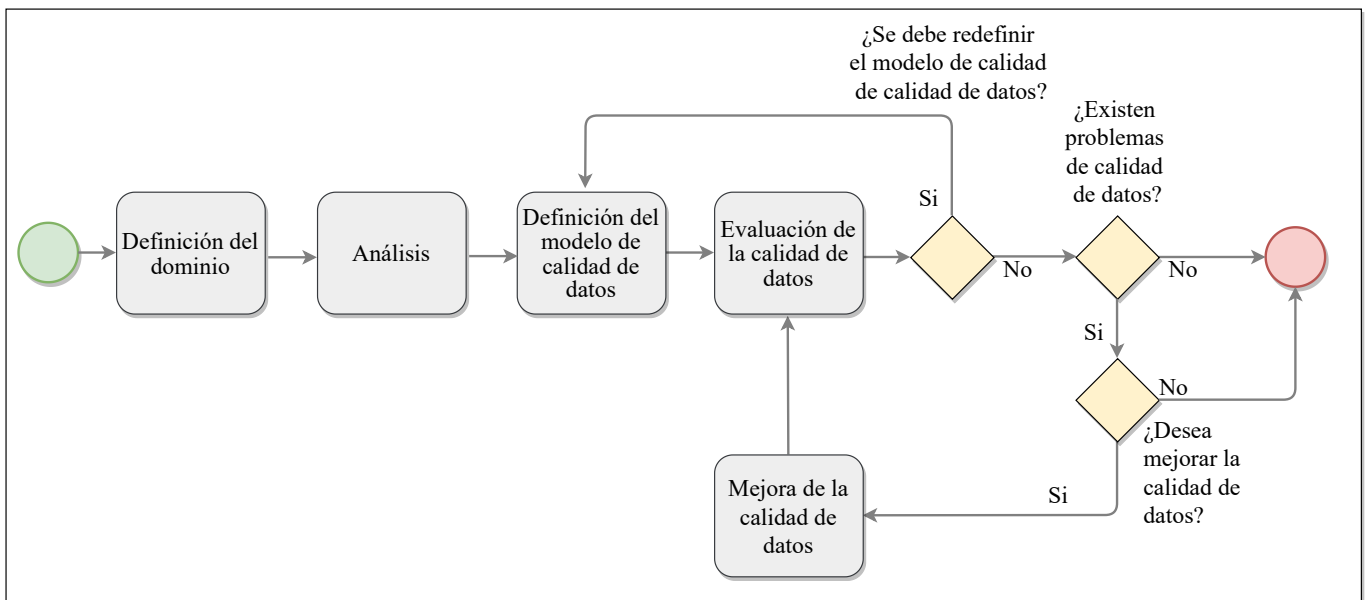 ¿Se debe redefinir
el modelo de calidad
de calidad de datos?
¿Existen
problemas
de calidad
de datos?
Si
Definición del
dominio
Análisis
Definición del
modelo de
calidad de
datos
Evaluación de
la calidad de
datos
No
No
Si
No
¿Desea
mejorar la
calidad de
datos?
Si
Mejora de la
calidad de
datos